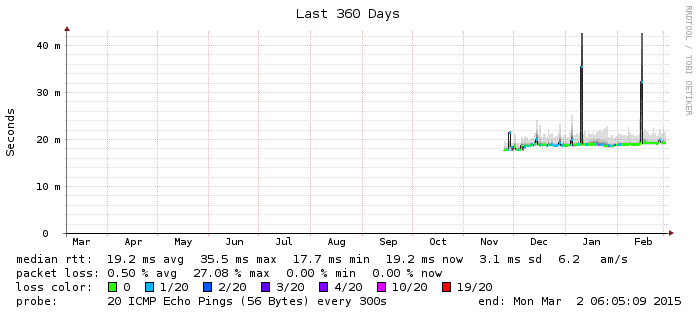 Last 360 Days
RRDTOOL / TOBI OETIKER
Seconds
40 m
30 m
20 m
10 m
0
Mar Apr May Jun Jul Aug Sep Oct Nov Dec Jan Feb
median rtt: 19.2 ms avg 35.5 ms max 17.7 ms min 19.2 ms now 3.1 ms sd 6.2 am/s
packet loss: 0.50 % avg 27.08 % max 0.00 % min 0.00 % now
loss color: 0 1/20 2/20 3/20 4/20 10/20 19/20
probe: 20 ICMP Echo Pings (56 Bytes) every 300s end: Mon Mar 2 06:05:09 2015